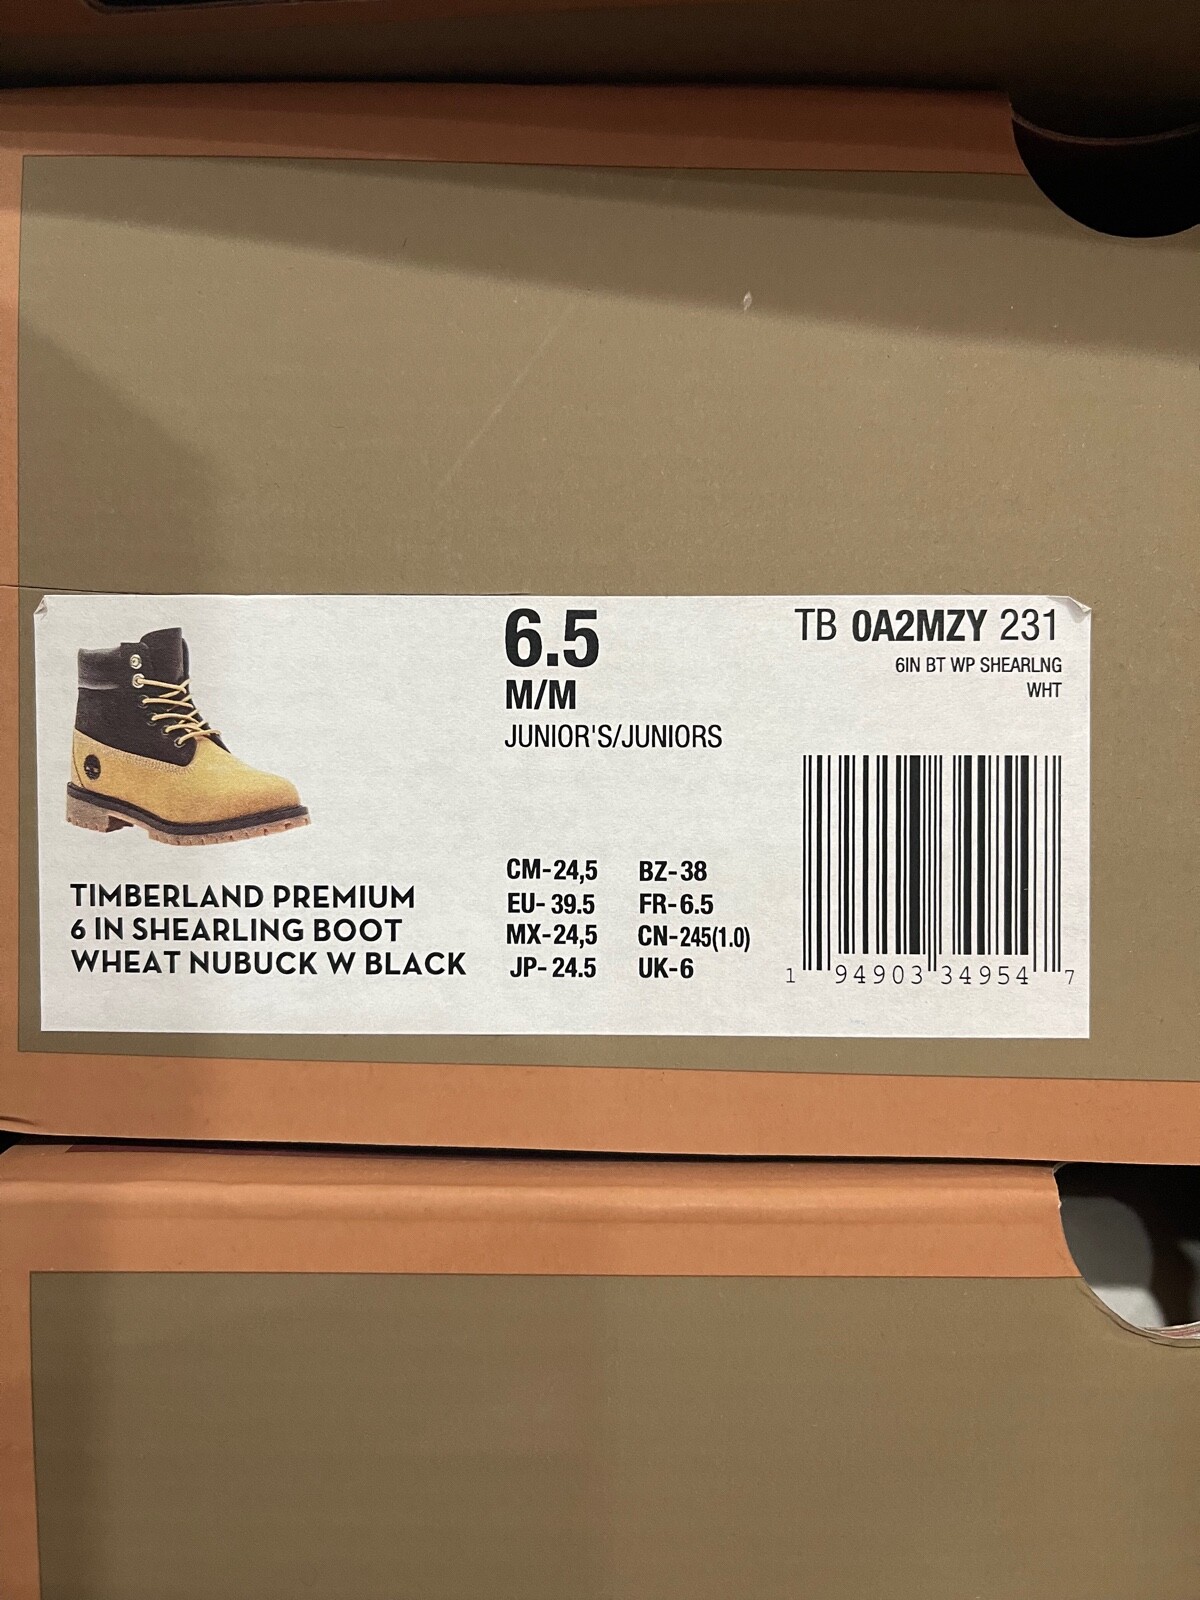 6.5
M/M
JUNIOR'S/JUNIORS
TB 0A2MZY 231
6IN BT WP SHEARLNG
WHT
TIMBERLAND PREMIUM
6 IN SHEARLING BOOT
WHEAT NUBUCK W BLACK
CM-24,5 BZ-38
EU-39.5 FR-6.5
MX-24,5 CN-245(1.0)
JP-24.5 UK-6
1 94903 34954 7